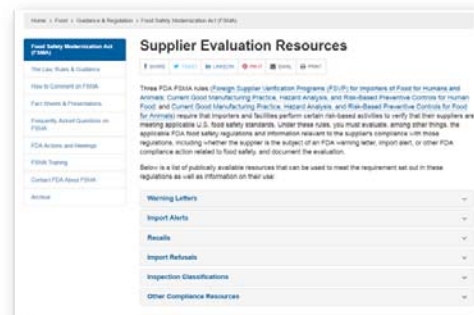 Home > Food > Guidance & Regulation > Food Safety Modernization Act (FSMA)
Food Safety Modernization Act
(FSMA)
The Law, Rules & Guidance
How to Comment on FSMA
Fact Sheets & Presentations
Frequently Asked Questions on
FSMA
FDA Actions and Meetings
FSMA Training
Contact FDA About FSMA
Archive
Supplier Evaluation Resources
SHARE TWEET LINKEDIN PIN IT EMAIL PRINT
Three FDA FSMA rules (Foreign Supplier Verification Programs (FSVP) for Importers of Food for Humans and
Animals; Current Good Manufacturing Practice, Hazard Analysis, and Risk-Based Preventive Controls for Human
Food; and Current Good Manufacturing Practice, Hazard Analysis, and Risk-Based Preventive Controls for Food
for Animals) require that importers and facilities perform certain risk-based activities to verify that their suppliers are
meeting applicable U.S. food safety standards. Under these rules, you must evaluate, among other things, the
applicable FDA food safety regulations and information relevant to the supplier's compliance with those
regulations, including whether the supplier is the subject of an FDA warning letter, import alert, or other FDA
compliance action related to food safety, and document the evaluation.
Below is a list of publically available resources that can be used to meet the requirement set out in these
regulations as well as information on their use:
Warning Letters
Import Alerts
Recalls
Import Refusals
Inspection Classifications
Other Compliance Resources